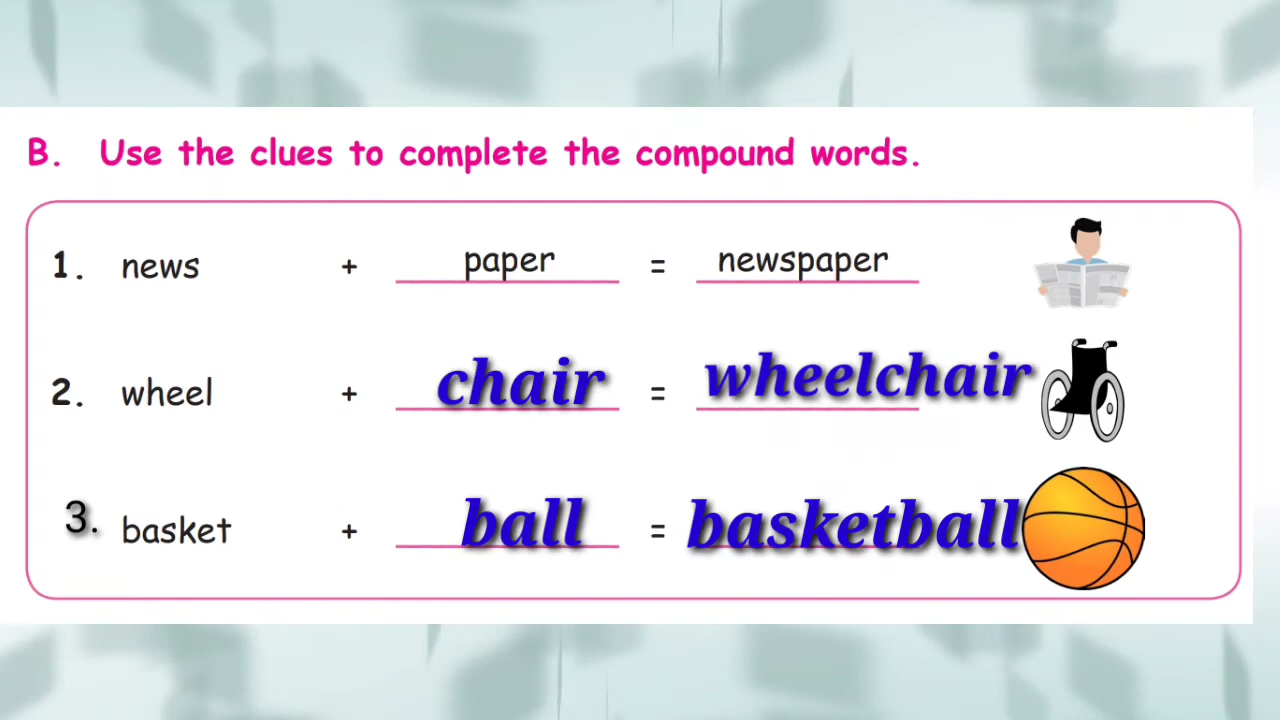 B. Use the clues to complete the compound words.
1. news + paper = newspaper
2. wheel + chair = wheelchair
3. basket + ball = basketball